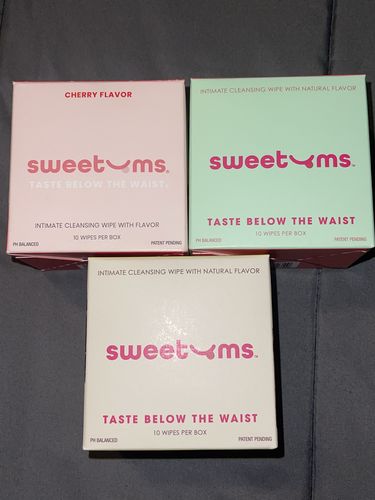 CHERRY FLAVOR
sweetums
TASTE BELOW THE WAIST.
INTIMATE CLEANSING WIPE WITH FLAVOR
10 WIPES PER BOX
PH BALANCED
PATENT PENDING
INTIMATE CLEANSING WIPE WITH NATURAL FLAVOR
sweetums™
TASTE BELOW THE WAIST
10 WIPES PER BOX
PH BALANCED
PATENT PENDING
INTIMATE CLEANSING WIPE WITH NATURAL FLAVOR
sweetums™
TASTE BELOW THE WAIST
10 WIPES PER BOX
PH BALANCED
PATENT PENDING